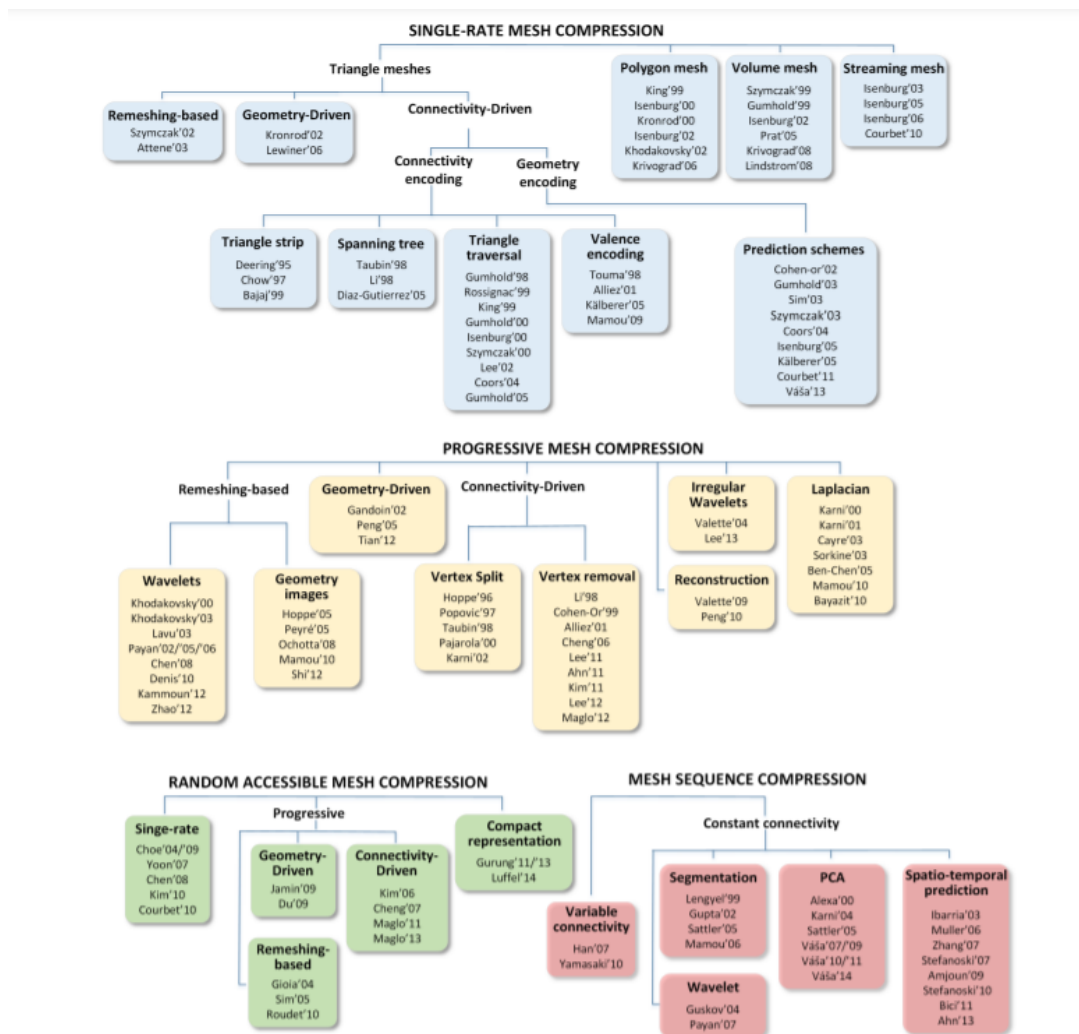 SINGLE-RATE MESH COMPRESSION
Triangle meshes
Remeshing-based
Szymczak'02
Attene'03
Geometry-Driven
Kronrod'02
Lewiner'06
Connectivity-Driven
Connectivity
encoding
Geometry
encoding
Polygon mesh
King'99
Isenburg'00
Kronrod'00
Isenburg'02
Khodakovsky'02
Krivograd'06
Volume mesh
Szymczak'99
Gumhold'99
Isenburg'02
Prat'05
Krivograd'08
Lindstrom'08
Streaming mesh
Isenburg'03
Isenburg'05
Isenburg'06
Courbet'10
Triangle strip
Deering'95
Chow'97
Bajaj'99
Spanning tree
Taubin'98
Li'98
Diaz-Gutierrez'05
Triangle
traversal
Gumhold'98
Rossignac'99
King'99
Gumhold'00
Isenburg'00
Szymczak'00
Lee'02
Coors'04
Gumhold'05
Valence
encoding
Touma'98
Alliez'01
Kälberer'05
Mamou'09
Prediction schemes
Cohen-or'02
Gumhold'03
Sim'03
Szymczak'03
Coors'04
Isenburg'05
Kälberer'05
Courbet'11
Váša'13
PROGRESSIVE MESH COMPRESSION
Remeshing-based
Wavelets
Khodakovsky'00
Khodakovsky'03
Lavu'03
Payan'02/'05/'06
Chen'08
Denis'10
Kammoun'12
Zhao'12
Geometry
images
Hoppe'05
Peyré'05
Ochotta'08
Mamou'10
Shi'12
Geometry-Driven
Gandoin'02
Peng'05
Tian'12
Connectivity-Driven
Vertex Split
Hoppe'96
Popovic'97
Taubin'98
Pajarola'00
Karni'02
Vertex removal
Li'98
Cohen-Or'99
Alliez'01
Cheng'06
Lee'11
Ahn'11
Kim'11
Lee'12
Maglo'12
Irregular
Wavelets
Valette'04
Lee'13
Reconstruction
Valette'09
Peng'10
Laplacian
Karni'00
Karni'01
Cayre'03
Sorkine'03
Ben-Chen'05
Mamou'10
Bayazit'10
RANDOM ACCESSIBLE MESH COMPRESSION
Singe-rate
Choe'04/'09
Yoon'07
Chen'08
Kim'10
Courbet'10
Progressive
Geometry-
Driven
Jamin'09
Du'09
Remeshing-
based
Gioia'04
Sim'05
Roudet'10
Connectivity-
Driven
Kim'06
Cheng'07
Maglo'11
Maglo'13
Compact
representation
Gurung'11/'13
Luffel'14
MESH SEQUENCE COMPRESSION
Variable
connectivity
Han'07
Yamasaki'10
Constant connectivity
Segmentation
Lengyel'99
Gupta'02
Sattler'05
Mamou'06
Wavelet
Guskov'04
Payan'07
PCA
Alexa'00
Karni'04
Sattler'05
Váša'07/'09
Váša'10/'11
Váša'14
Spatio-temporal
prediction
Ibarria'03
Muller'06
Zhang'07
Stefanoski'07
Amjoun'09
Stefanoski'10
Bici'11
Ahn'13